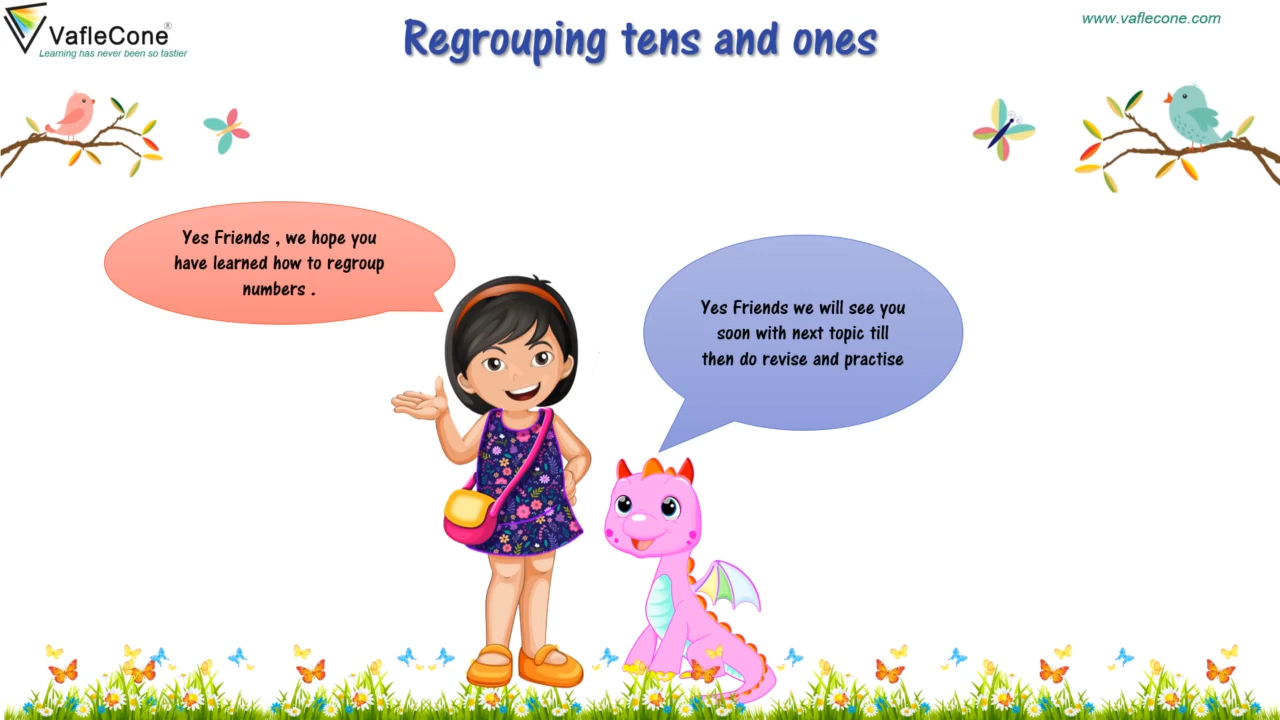 VafleCone®
Learning has never been so tastier
Regrouping tens and ones
www.vaflecone.com
Yes Friends , we hope you
have learned how to regroup
numbers .
Yes Friends we will see you
soon with next topic till
then do revise and practise